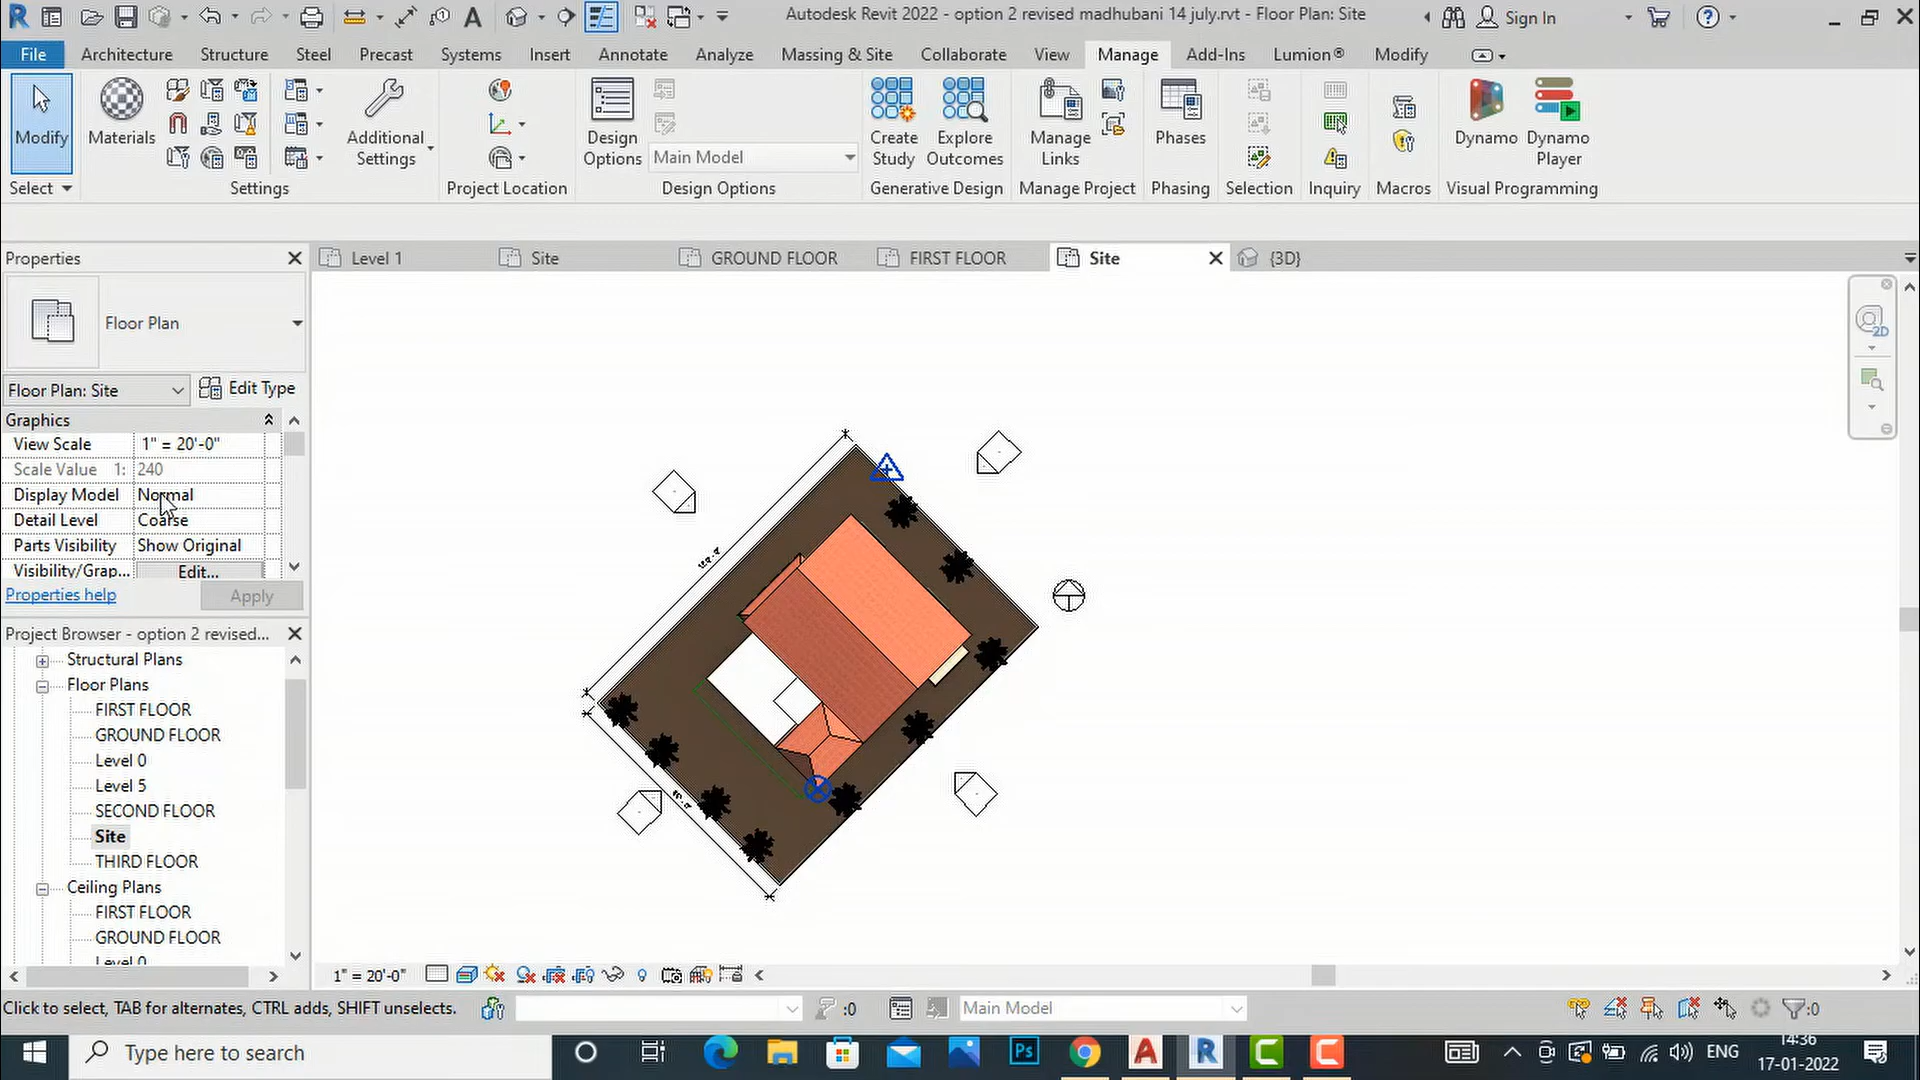 Autodesk Revit 2022 - option 2 revised madhubani 14 july.rvt - Floor Plan: Site
Sign In
File Architecture Structure Steel Precast Systems Insert Annotate Analyze Massing & Site Collaborate View Manage Add-Ins Lumion® Modify
Modify
Materials
Additional Settings
Design Options
Main Model
Create Study
Explore Outcomes
Manage Links
Phases
Dynamo
Dynamo Player
Select Settings Project Location Design Options Generative Design Manage Project Phasing Selection Inquiry Macros Visual Programming
Properties
Level 1 Site GROUND FLOOR FIRST FLOOR Site {3D}
Floor Plan
2D
Floor Plan: Site Edit Type
Graphics
View Scale 1" = 20'-0"
Scale Value 1: 240
Display Model Normal
Detail Level Coarse
Parts Visibility Show Original
Visibility/Grap... Edit...
Properties help Apply
Project Browser - option 2 revised...
Structural Plans
Floor Plans
FIRST FLOOR
GROUND FLOOR
Level 0
Level 5
SECOND FLOOR
Site
THIRD FLOOR
Ceiling Plans
FIRST FLOOR
GROUND FLOOR
Level 0
1" = 20'-0"
Click to select, TAB for alternates, CTRL adds, SHIFT unselects. :0 Main Model :0
Type here to search
Ps
ENG
14:36
17-01-2022